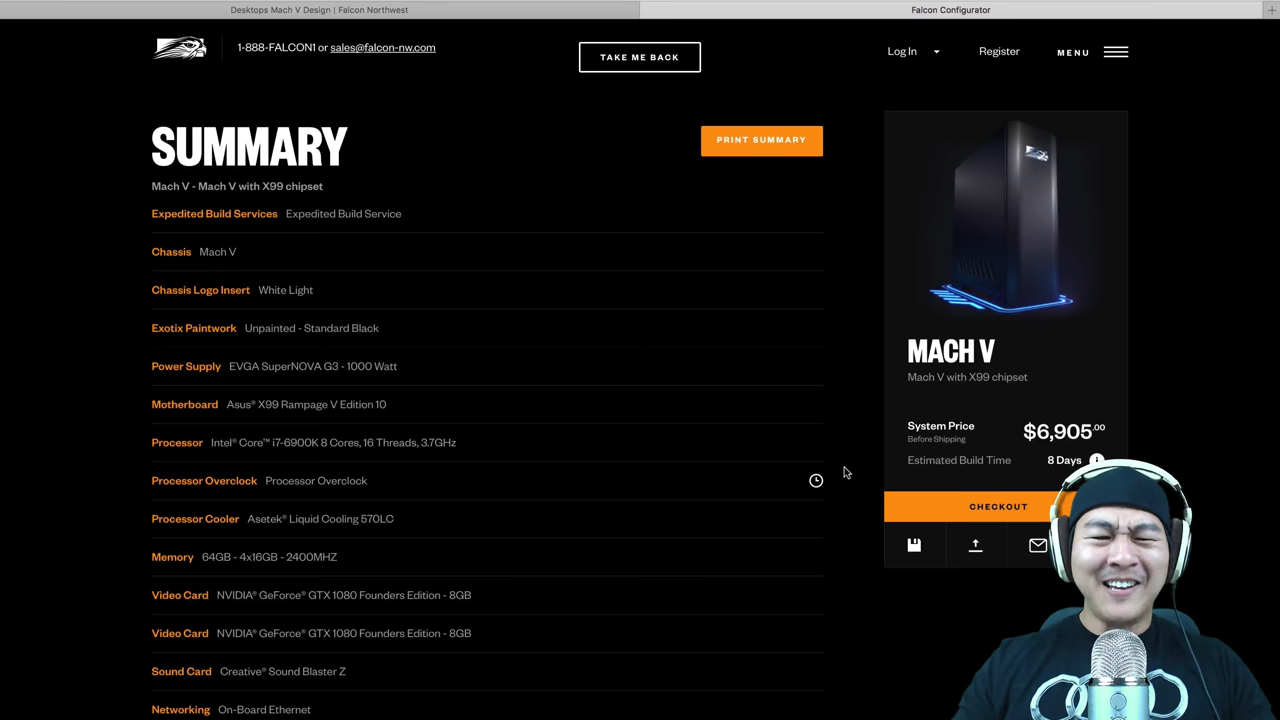 Desktops Mach V Design | Falcon Northwest
Falcon Configurator
1-888-FALCON1 or sales@falcon-nw.com
TAKE ME BACK
Log In
Register
MENU
SUMMARY
PRINT SUMMARY
Mach V - Mach V with X99 chipset
Expedited Build Services Expedited Build Service
Chassis Mach V
Chassis Logo Insert White Light
Exotix Paintwork Unpainted - Standard Black
Power Supply EVGA SuperNOVA G3 - 1000 Watt
Motherboard Asus® X99 Rampage V Edition 10
Processor Intel® Core™ i7-6900K 8 Cores, 16 Threads, 3.7GHz
Processor Overclock Processor Overclock
Processor Cooler Asetek® Liquid Cooling 570LC
Memory 64GB - 4x16GB - 2400MHZ
Video Card NVIDIA® GeForce® GTX 1080 Founders Edition - 8GB
Video Card NVIDIA® GeForce® GTX 1080 Founders Edition - 8GB
Sound Card Creative® Sound Blaster Z
Networking On-Board Ethernet
MACH V
Mach V with X99 chipset
System Price $6,905.00
Before Shipping
Estimated Build Time 8 Days
CHECKOUT